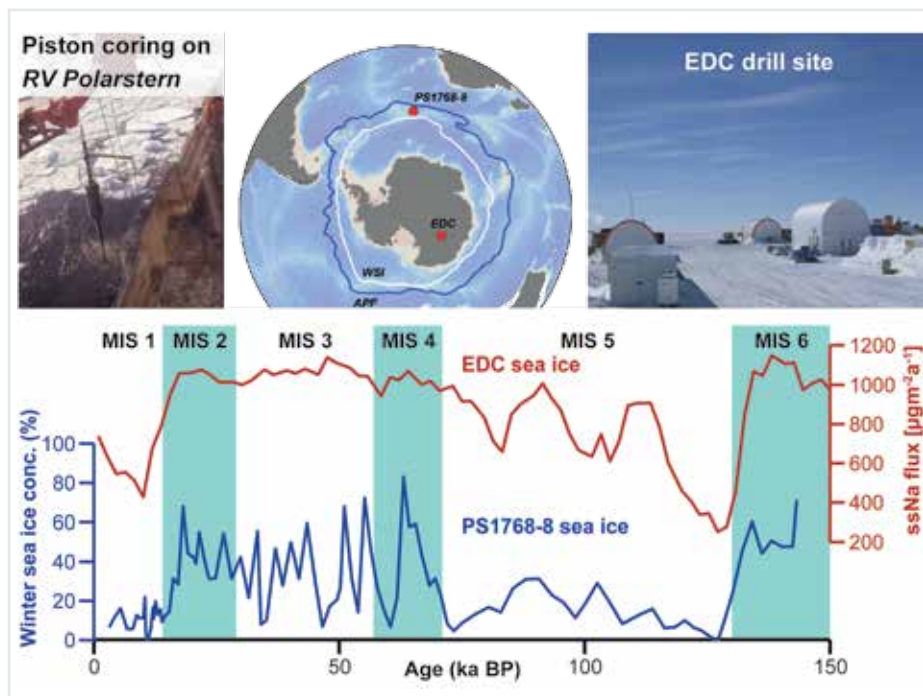 Piston coring on
RV Polarstern
EDC drill site
PS1768-8
EDC
WSI
APF
MIS 1 MIS 2 MIS 3 MIS 4 MIS 5 MIS 6
EDC sea ice
PS1768-8 sea ice
Winter sea ice conc. (%)
100
80
60
40
20
0
1200
1000
800
600
400
200
ssNa flux [µgm⁻²a⁻¹]
0 50 100 150
Age (ka BP)